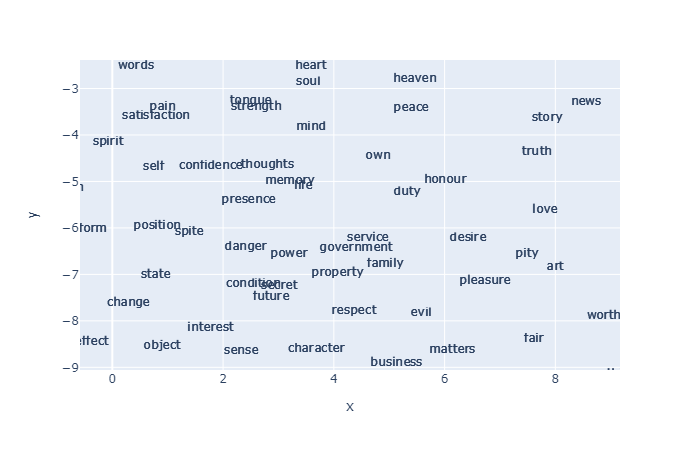 words
heart
soul
heaven
−3
tongue
news
pain
strength
peace
satisfaction
story
mind
−4
spirit
truth
own
confidence
thoughts
self
memory
honour
−5
life
duty
presence
love
position
−6
form
spite
service
desire
danger
government
power
pity
family
art
property
state
−7
pleasure
condition
secret
future
change
respect
evil
worth
−8
interest
fair
effect
object
sense
character
matters
business
−9
0 2 4 6 8
x
y